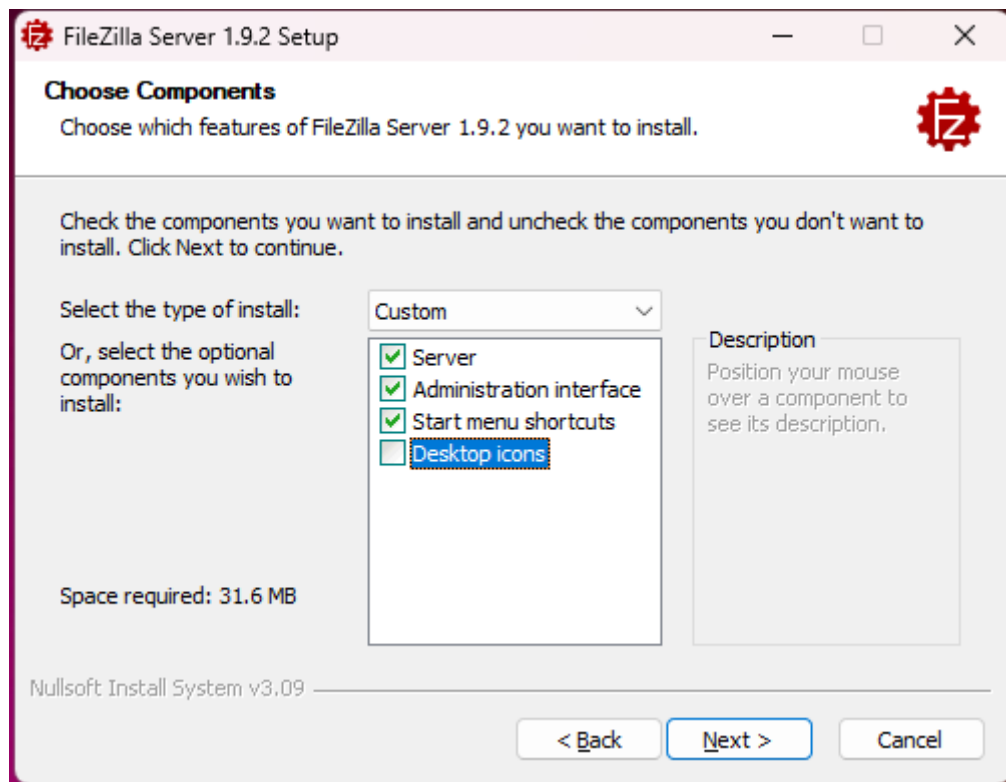 FileZilla Server 1.9.2 Setup
Choose Components
Choose which features of FileZilla Server 1.9.2 you want to install.
Check the components you want to install and uncheck the components you don't want to
install. Click Next to continue.
Select the type of install:
Custom
Or, select the optional
components you wish to
install:
Server
Administration interface
Start menu shortcuts
Desktop icons
Description
Position your mouse
over a component to
see its description.
Space required: 31.6 MB
Nullsoft Install System v3.09
< Back
Next >
Cancel